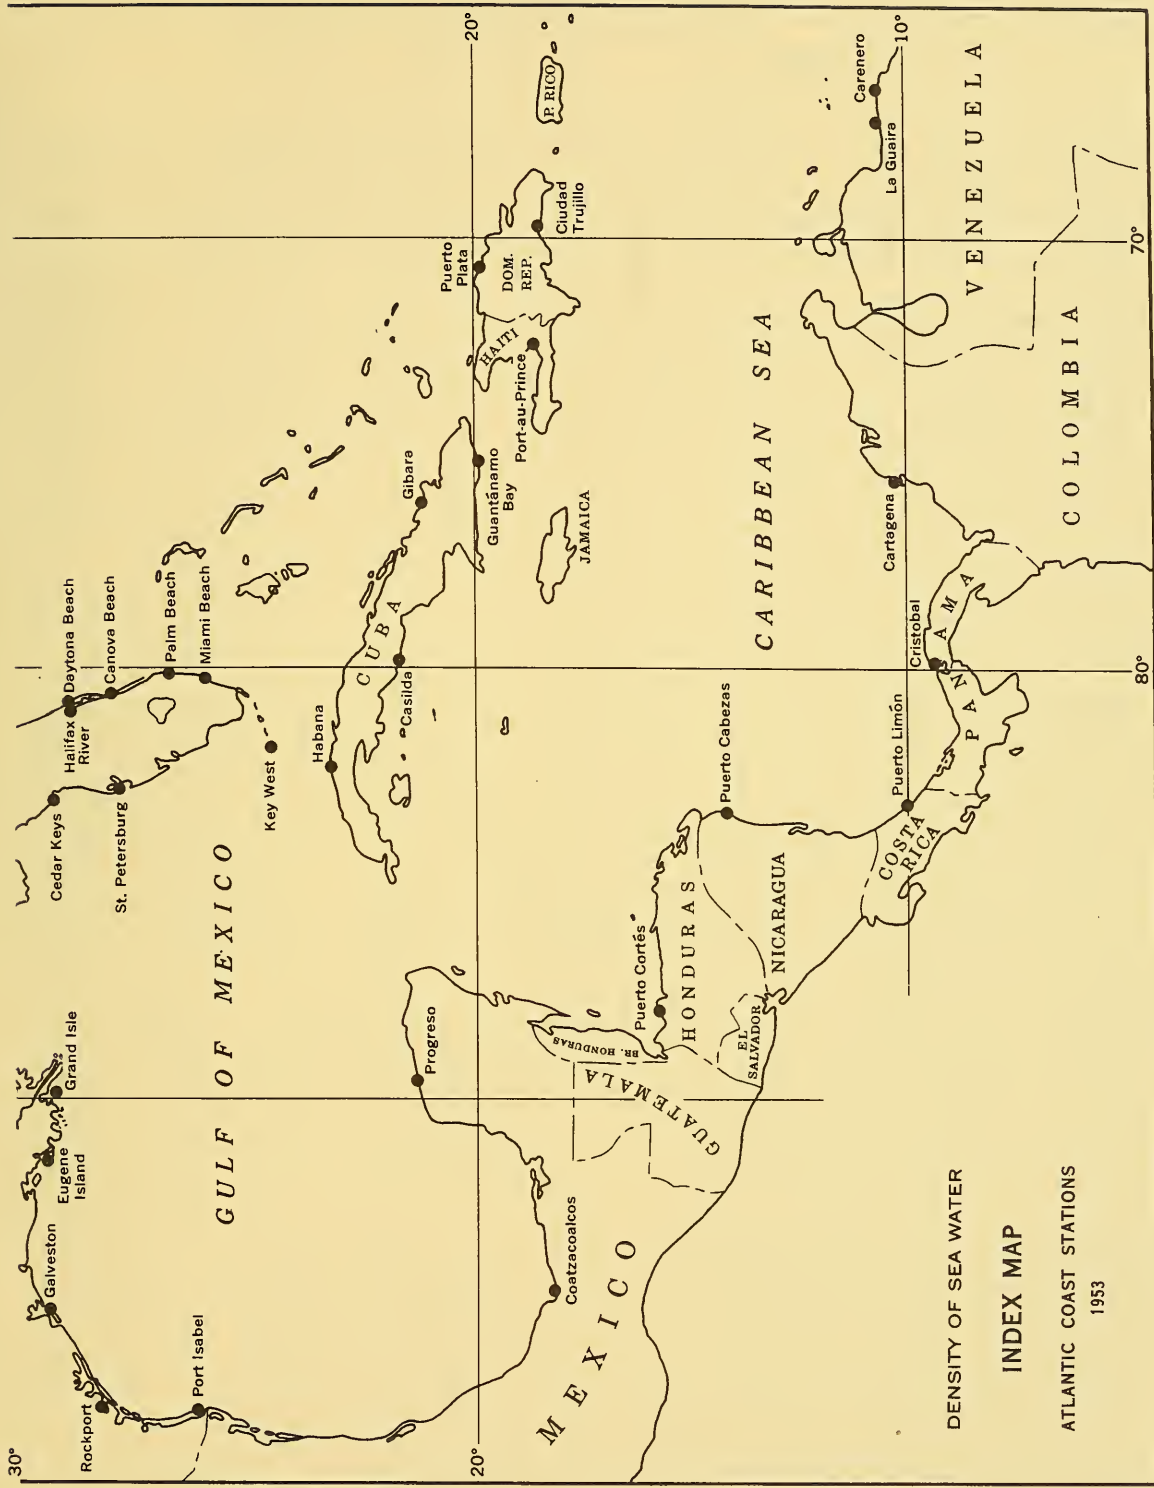 30°
Rockport
Port Isabel
Galveston
Eugene
Island
Grand Isle
Cedar Keys
St. Petersburg
Halifax
River
Daytona Beach
Canova Beach
Palm Beach
Miami Beach
Key West
GULF OF MEXICO
Habana
CUBA
Casilda
Gibara
Guantánamo
Bay
JAMAICA
Port-au-Prince
HAITI
Puerto
Plata
DOM.
REP.
Ciudad
Trujillo
P. RICO
20°
20°
Progreso
Coatzacoalcos
MEXICO
BR. HONDURAS
GUATEMALA
Puerto Cortés
HONDURAS
EL
SALVADOR
NICARAGUA
Puerto Cabezas
CARIBBEAN SEA
COSTA
RICA
Puerto Limón
Cristobal
PANAMA
Cartagena
COLOMBIA
La Guaira
Carenero
VENEZUELA
10°
70°
80°
DENSITY OF SEA WATER
INDEX MAP
ATLANTIC COAST STATIONS
1953